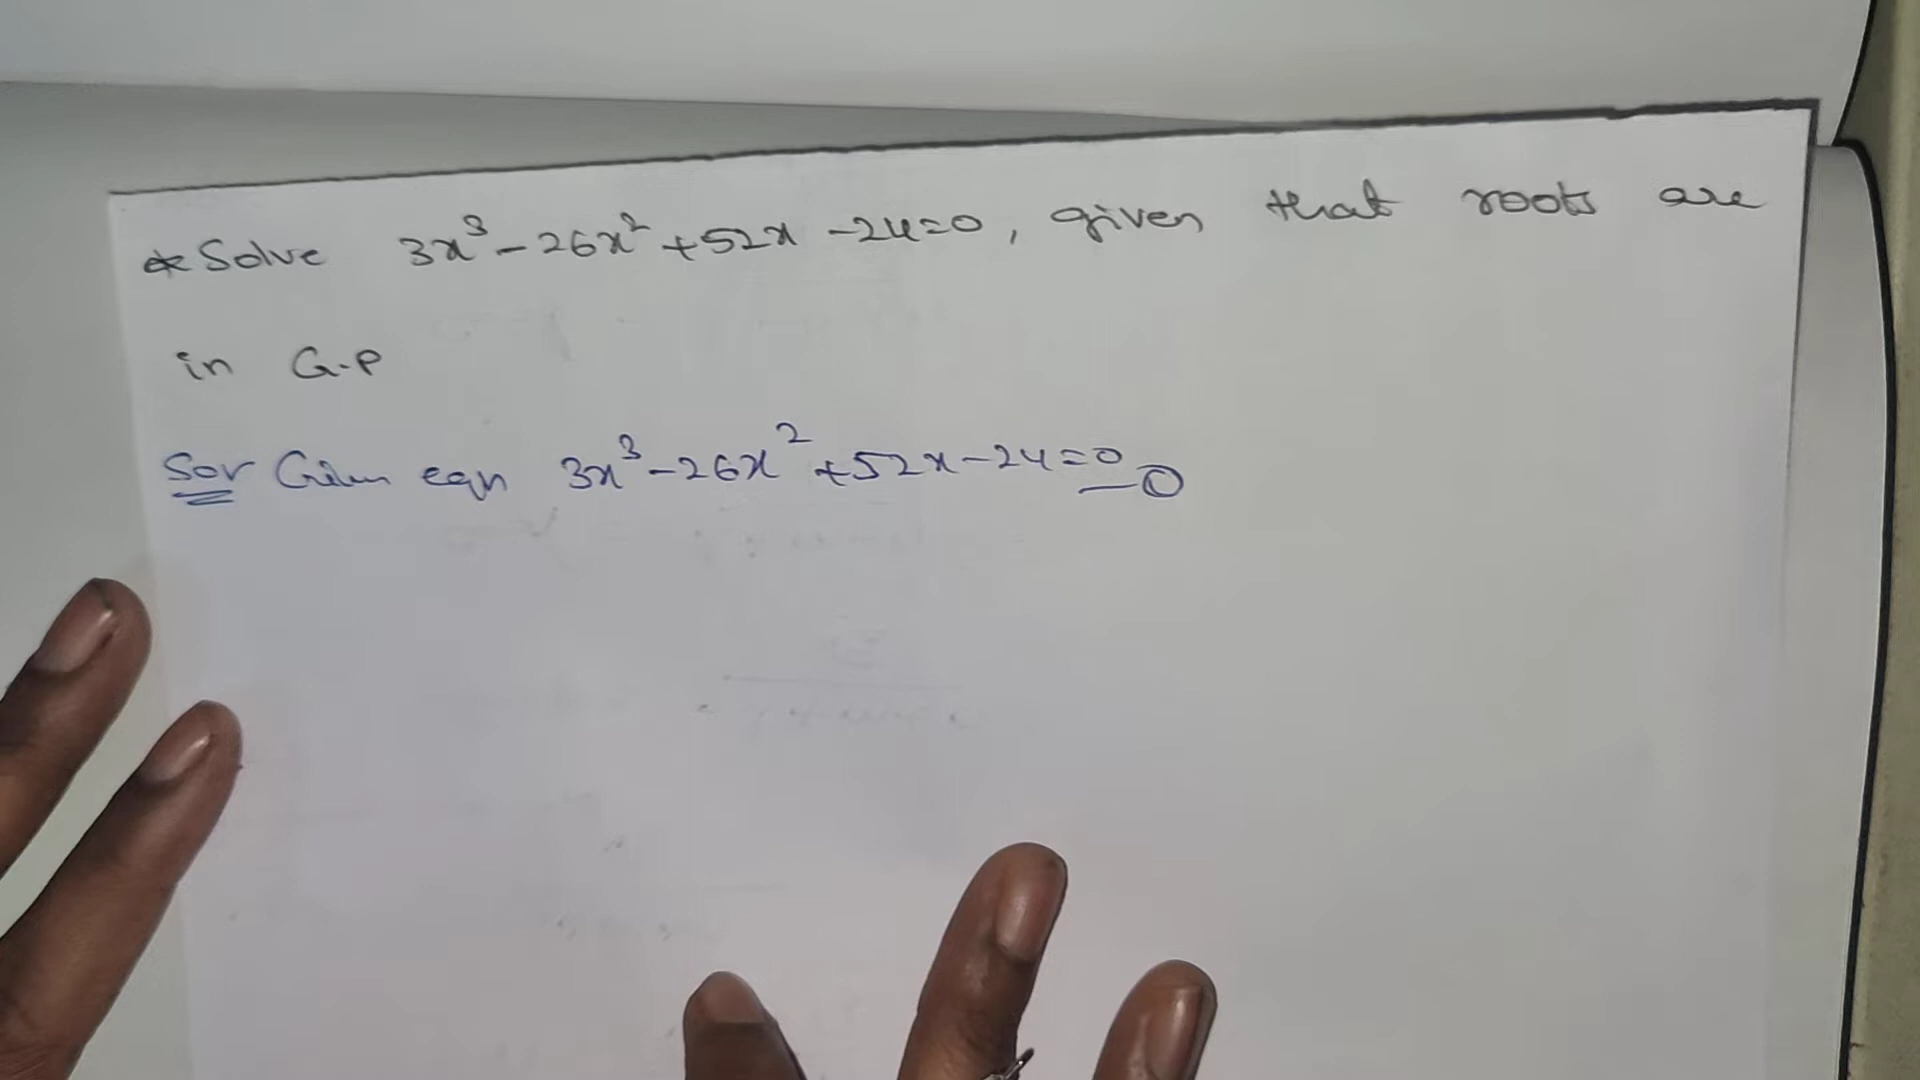 * Solve 3x³ - 26x² + 52x - 24 = 0, given that roots are
in G.P
Sol Given eqn 3x³ - 26x² + 52x - 24 = 0 — ①